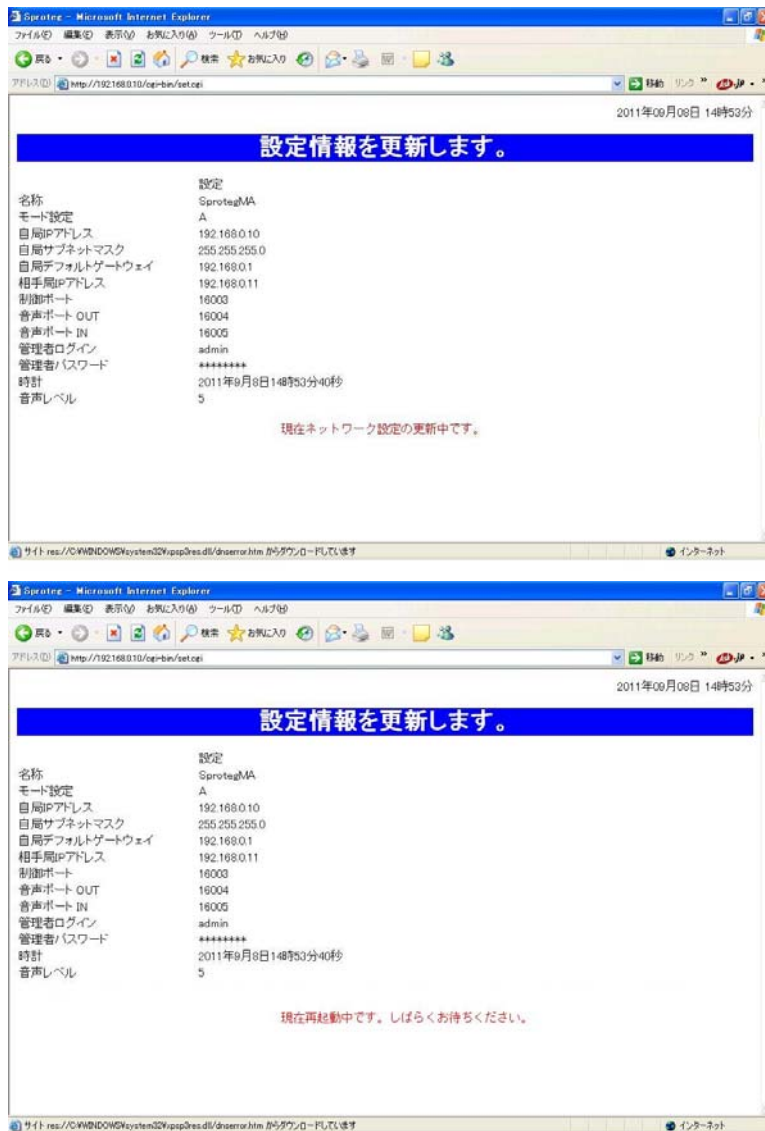 Sproteg - Microsoft Internet Explorer
ファイル(F) 編集(E) 表示(V) お気に入り(A) ツール(T) ヘルプ(H)
戻る 検索 お気に入り
アドレス(D) http://192.168.0.10/cgi-bin/set.cgi 移動 リンク »
2011年09月08日 14時53分
設定情報を更新します。
設定
名称 SprotegMA
モード設定 A
自局IPアドレス 192.168.0.10
自局サブネットマスク 255.255.255.0
自局デフォルトゲートウェイ 192.168.0.1
相手局IPアドレス 192.168.0.11
制御ポート 16003
音声ポート OUT 16004
音声ポート IN 16005
管理者ログイン admin
管理者パスワード ********
時計 2011年9月8日14時53分40秒
音声レベル 5
現在ネットワーク設定の更新中です。
サイト res://C:¥WINDOWS¥system32¥xpsp3res.dll/dnserror.htm からダウンロードしています インターネット
Sproteg - Microsoft Internet Explorer
ファイル(F) 編集(E) 表示(V) お気に入り(A) ツール(T) ヘルプ(H)
戻る 検索 お気に入り
アドレス(D) http://192.168.0.10/cgi-bin/set.cgi 移動 リンク »
2011年09月08日 14時53分
設定情報を更新します。
設定
名称 SprotegMA
モード設定 A
自局IPアドレス 192.168.0.10
自局サブネットマスク 255.255.255.0
自局デフォルトゲートウェイ 192.168.0.1
相手局IPアドレス 192.168.0.11
制御ポート 16003
音声ポート OUT 16004
音声ポート IN 16005
管理者ログイン admin
管理者パスワード ********
時計 2011年9月8日14時53分40秒
音声レベル 5
現在再起動中です。しばらくお待ちください。
サイト res://C:¥WINDOWS¥system32¥xpsp3res.dll/dnserror.htm からダウンロードしています インターネット